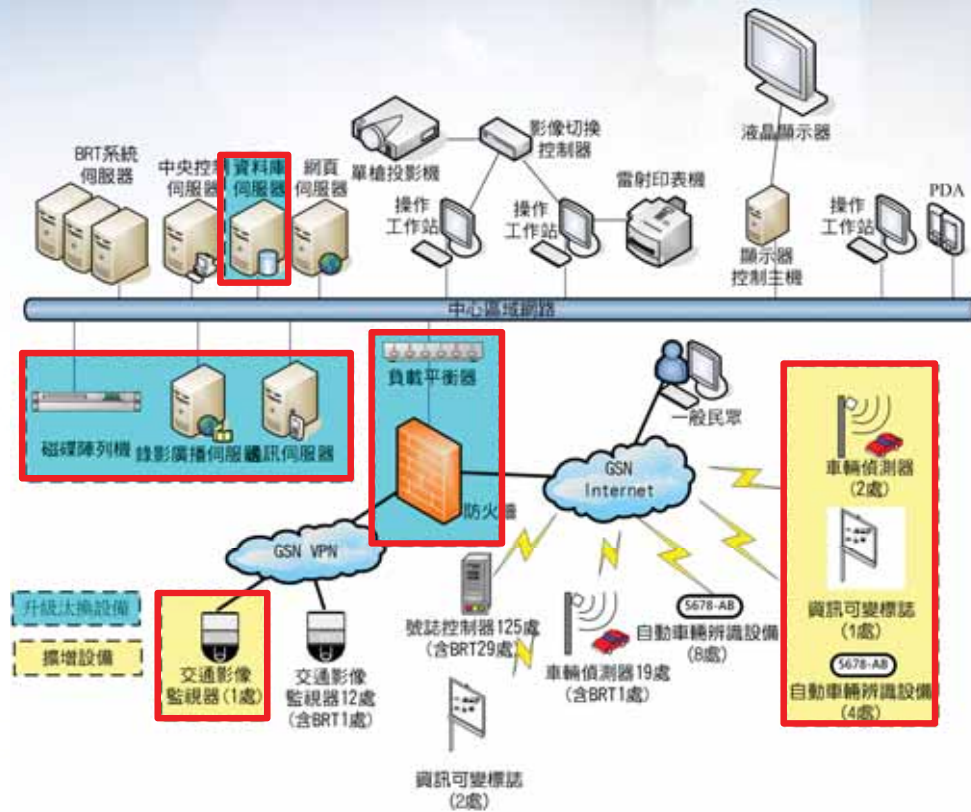 BRT系統
伺服器
中央控制
伺服器
資料庫
伺服器
網頁
伺服器
單槍投影機
影像切換
控制器
操作
工作站
操作
工作站
雷射印表機
液晶顯示器
顯示器
控制主機
操作
工作站
PDA
中心區域網路
磁碟陣列機
錄影廣播伺服器
通訊伺服器
負載平衡器
防火牆
一般民眾
GSN
Internet
GSN VPN
升級汰換設備
擴增設備
交通影像
監視器(1處)
交通影像
監視器12處
(含BRT1處)
號誌控制器125處
(含BRT29處)
資訊可變標誌
(2處)
車輛偵測器19處
(含BRT1處)
5678-AB
自動車輛辨識設備
(8處)
車輛偵測器
(2處)
資訊可變標誌
(1處)
5678-AB
自動車輛辨識設備
(4處)